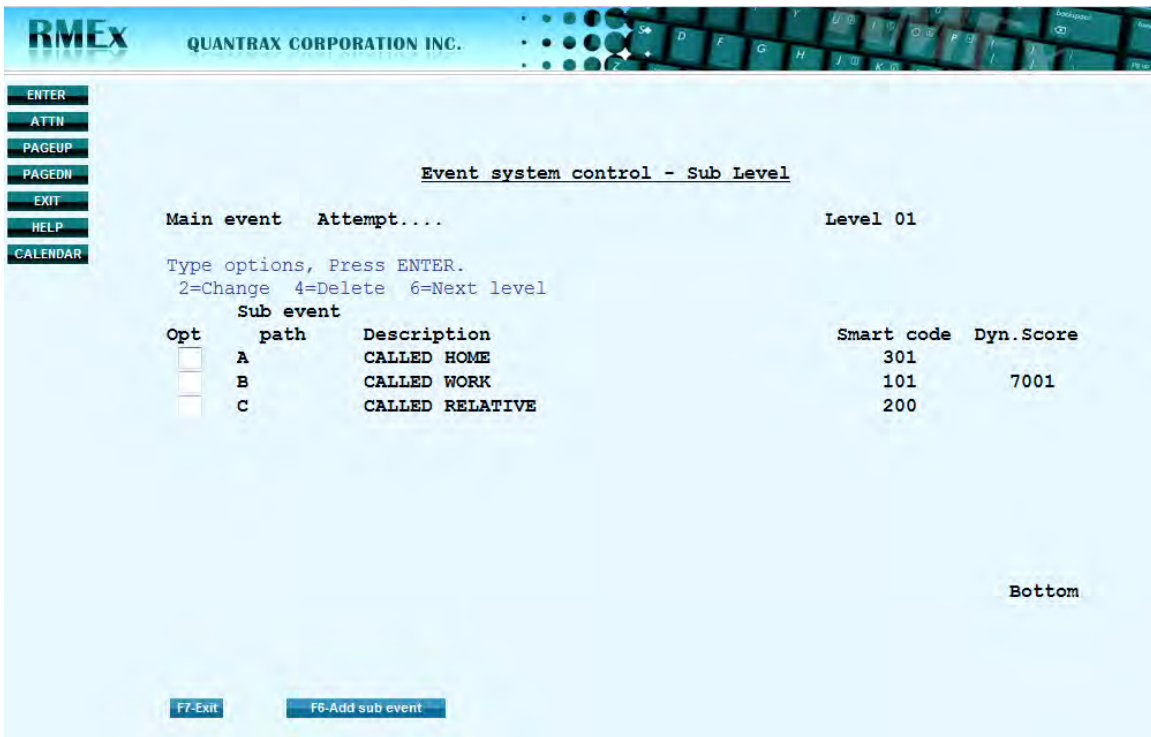 RMEx QUANTRAX CORPORATION INC.
ENTER
ATTN
PAGEUP
PAGEDN
EXIT
HELP
CALENDAR
Event system control - Sub Level
Main event Attempt.... Level 01
Type options, Press ENTER.
2=Change 4=Delete 6=Next level
Sub event
Opt path Description Smart code Dyn.Score
A CALLED HOME 301
B CALLED WORK 101 7001
C CALLED RELATIVE 200
Bottom
F7-Exit F6-Add sub event